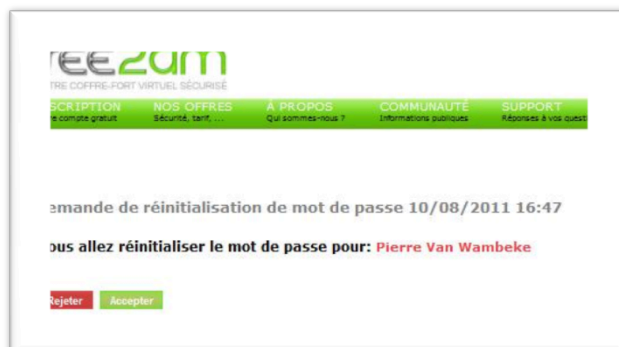 TRE COFFRE-FORT VIRTUEL SÉCURISÉ
SCRIPTION NOS OFFRES À PROPOS COMMUNAUTÉ SUPPORT
e compte gratuit Sécurité, tarif, .... Qui sommes-nous ? Informations publiques Réponses à vos quest
emande de réinitialisation de mot de passe 10/08/2011 16:47
ous allez réinitialiser le mot de passe pour: Pierre Van Wambeke
Rejeter Accepter